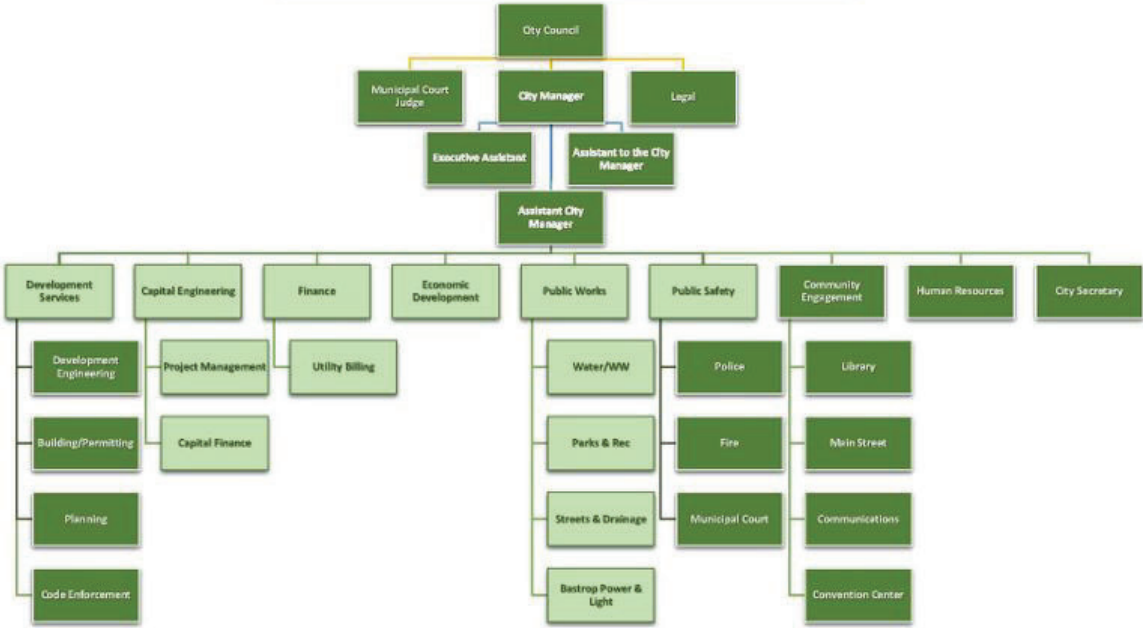 City Council
Municipal Court
Judge
City Manager
Legal
Executive Assistant
Assistant to the City
Manager
Assistant City
Manager
Development
Services
Capital Engineering
Finance
Economic
Development
Public Works
Public Safety
Community
Engagement
Human Resources
City Secretary
Development
Engineering
Project Management
Utility Billing
Water/WW
Police
Library
Building/Permitting
Capital Finance
Parks & Rec
Fire
Main Street
Planning
Streets & Drainage
Municipal Court
Communications
Code Enforcement
Bastrop Power &
Light
Convention Center